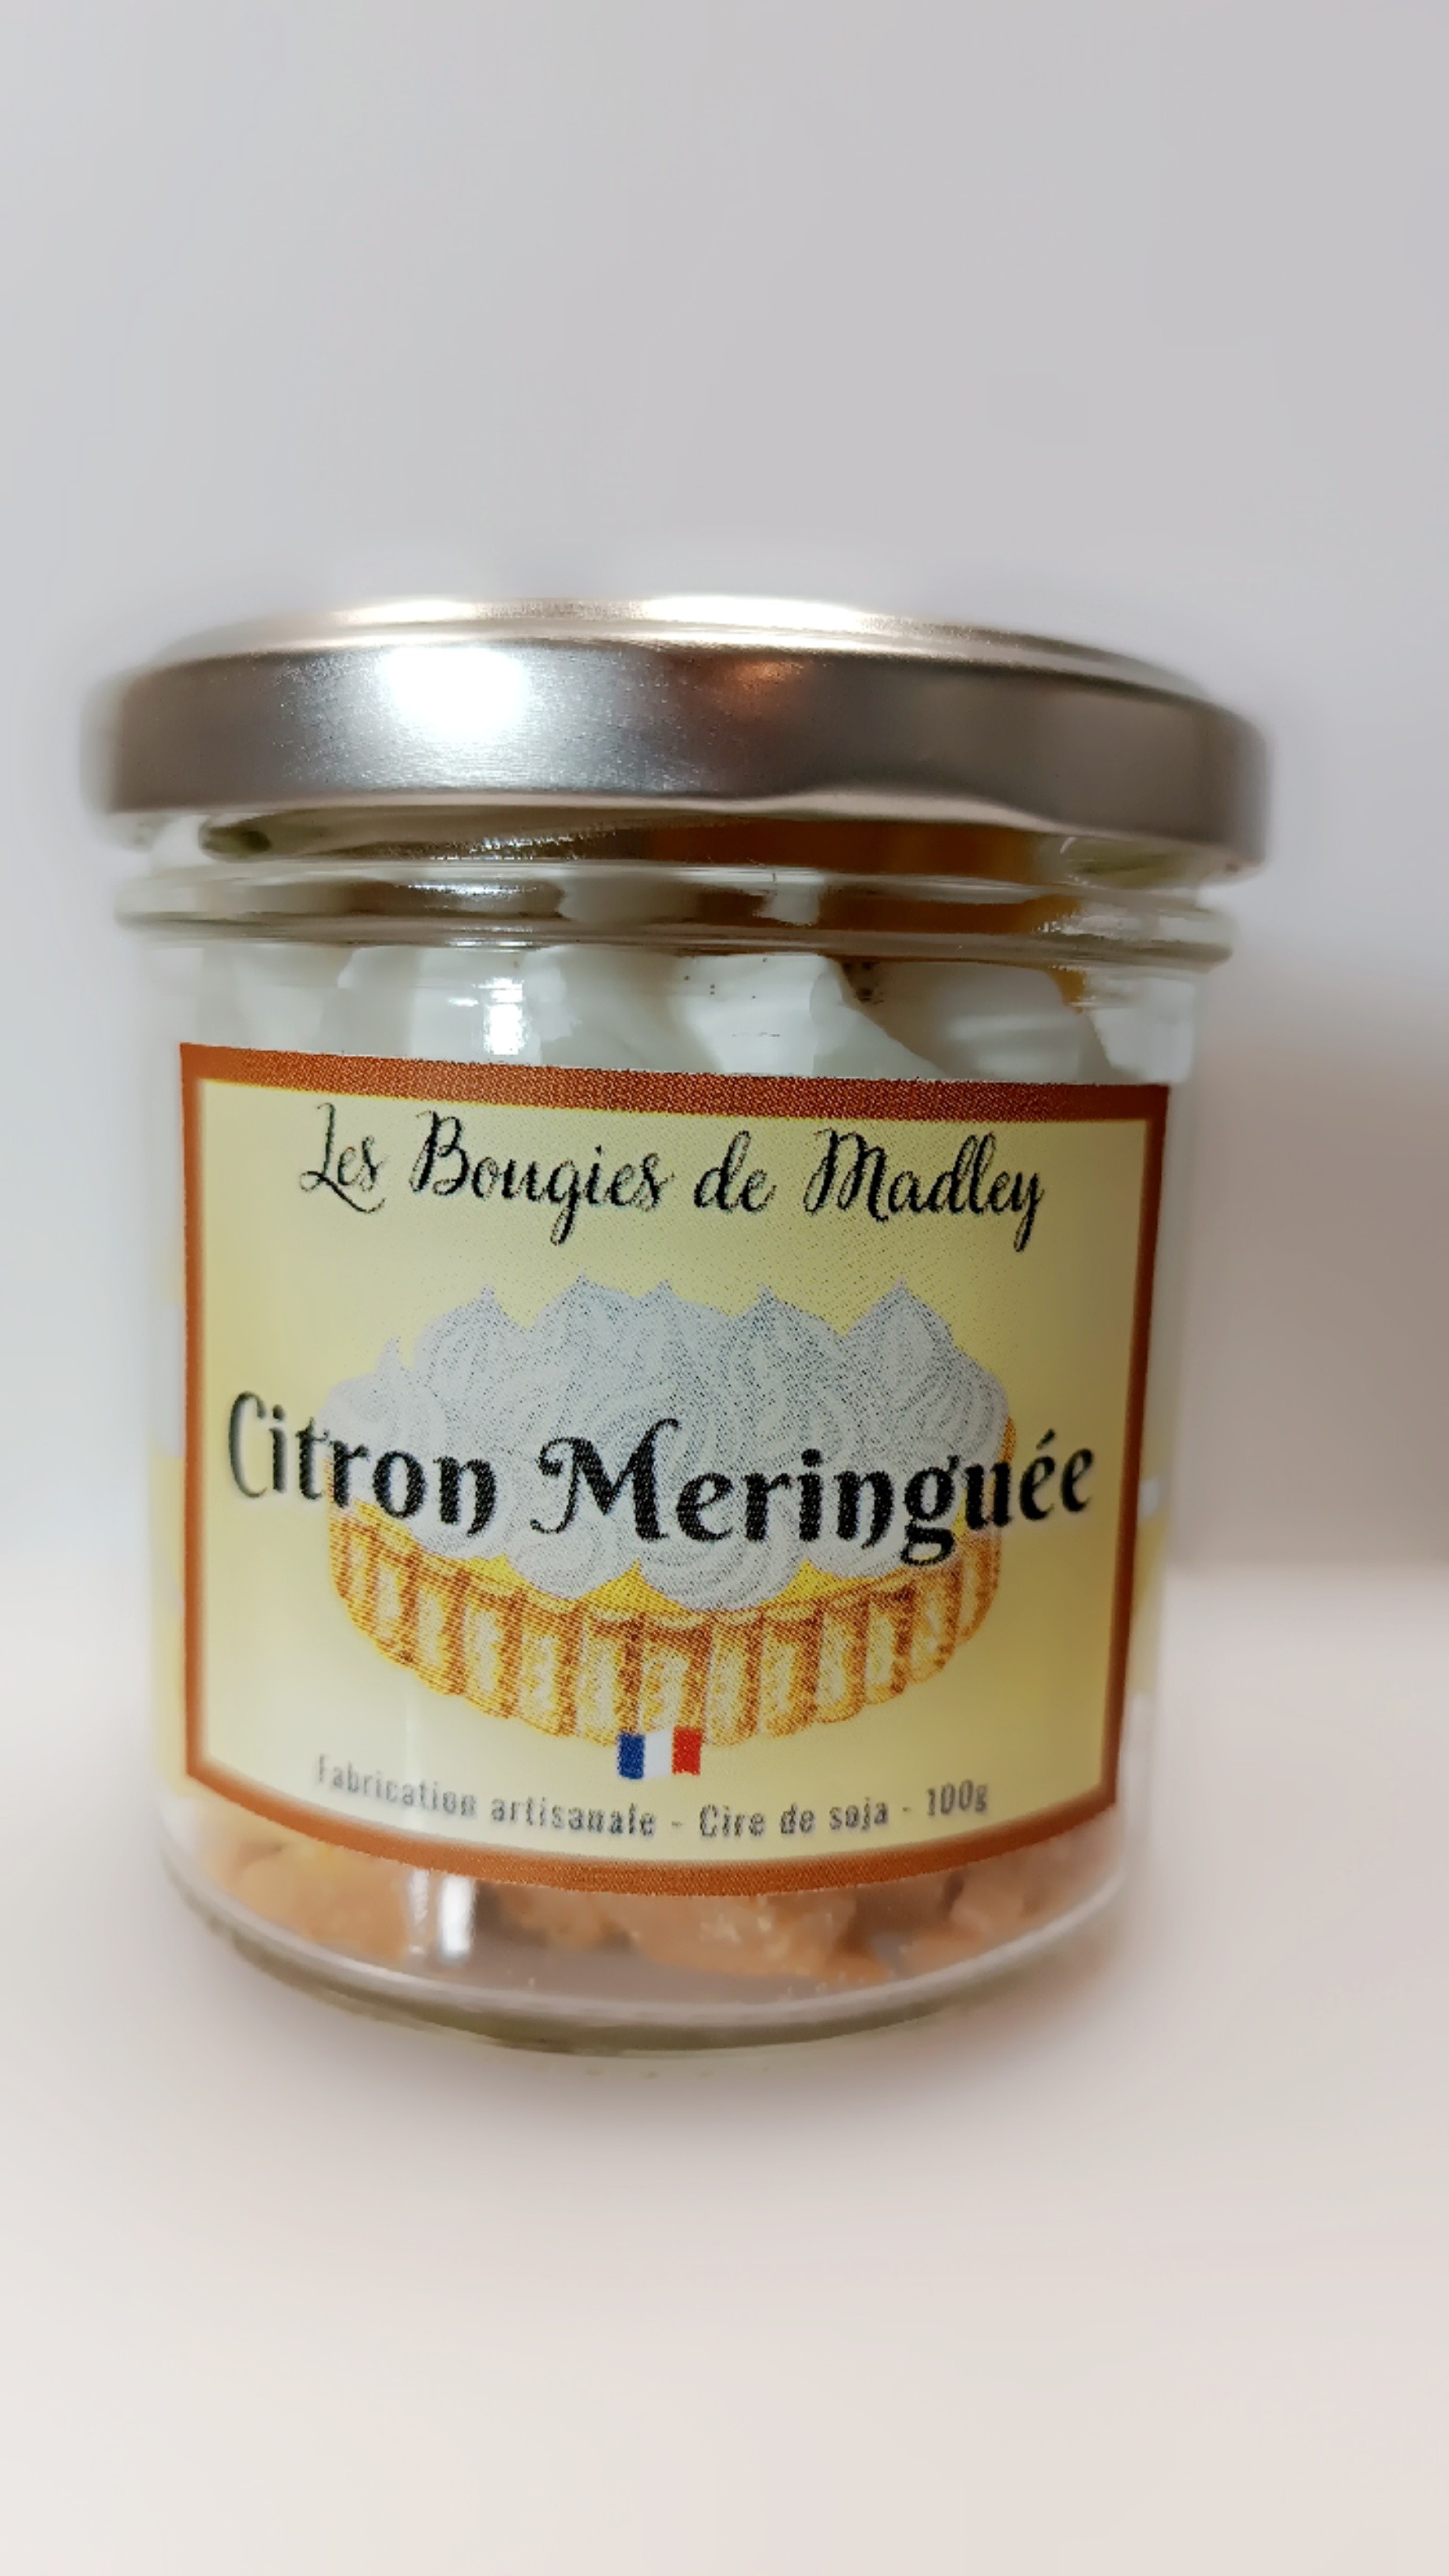 Les Bougies de Madley
Citron Meringuée
Fabrication artisanale - Cire de soja - 100g